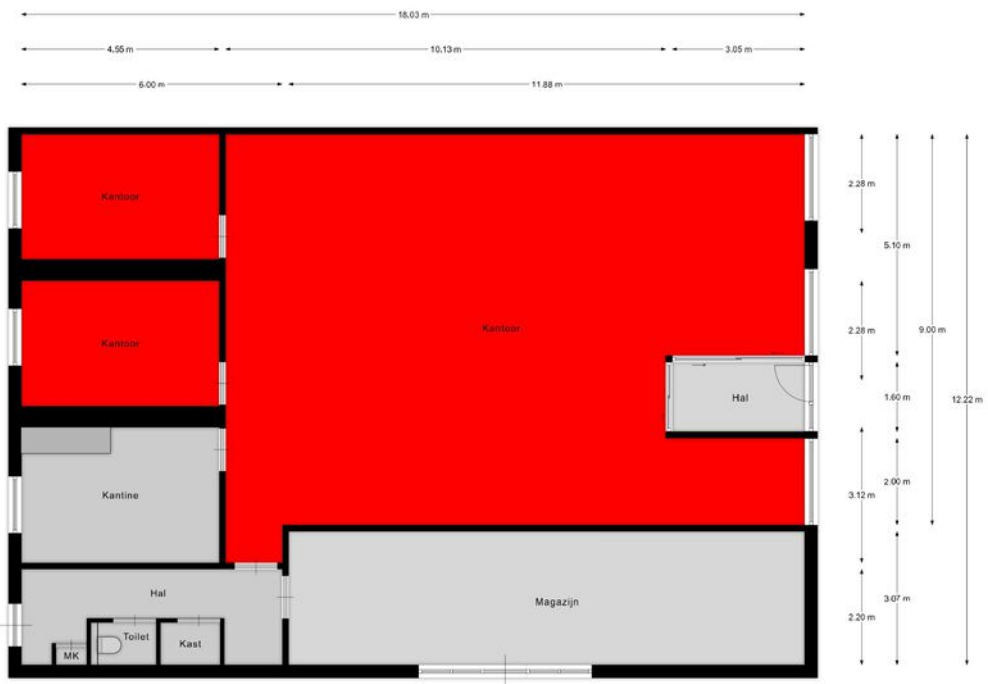 18.03 m
4.55 m
10.13 m
3.05 m
6.00 m
11.88 m
Kantoor
2.28 m
5.10 m
Kantoor
Kantoor
2.28 m
9.00 m
Hal
1.60 m
12.22 m
Kantine
3.12 m
2.00 m
Hal
Magazijn
3.07 m
2.20 m
Toilet
Kast
MK